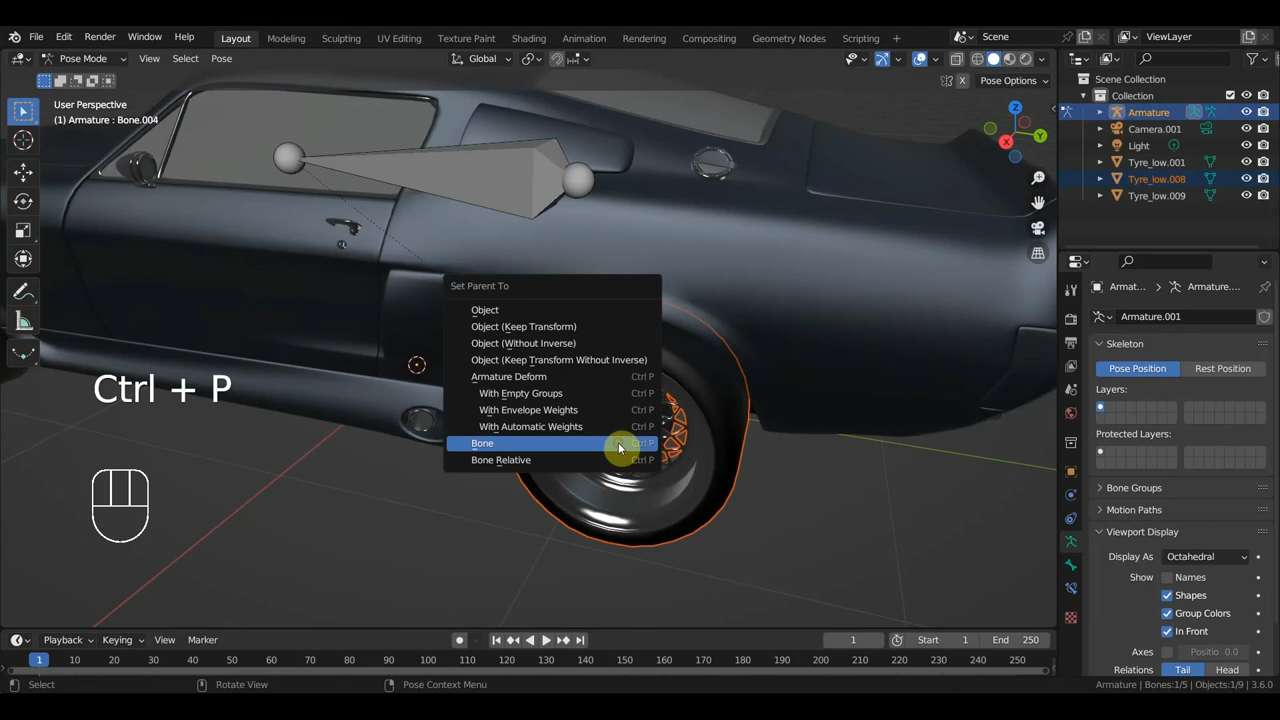 File Edit Render Window Help Layout Modeling Sculpting UV Editing Texture Paint Shading Animation Rendering Compositing Geometry Nodes Scripting + Scene ViewLayer
Pose Mode View Select Pose Global
X Pose Options
User Perspective
(1) Armature : Bone.004
Z
Y
X
Scene Collection
Collection
Armature
Camera.001
Light
Tyre_low.001
Tyre_low.008
Tyre_low.009
Armat... Armature....
Armature.001
Skeleton
Pose Position Rest Position
Layers:
Protected Layers:
Bone Groups
Motion Paths
Viewport Display
Display As Octahedral
Show Names
Shapes
Group Colors
In Front
Axes Positio 0.0
Relations Tail Head
Set Parent To
Object
Object (Keep Transform)
Object (Without Inverse)
Object (Keep Transform Without Inverse)
Armature Deform Ctrl P
With Empty Groups Ctrl P
With Envelope Weights Ctrl P
With Automatic Weights Ctrl P
Bone Ctrl P
Bone Relative Ctrl P
Ctrl + P
Playback Keying View Marker 1 Start 1 End 250
1 10 20 30 40 50 60 70 80 90 100 110 120 130 140 150 160 170 180 190 200 210 220 230 240 250
Select Rotate View Pose Context Menu Armature | Bones:1/5 | Objects:1/9 | 3.6.0